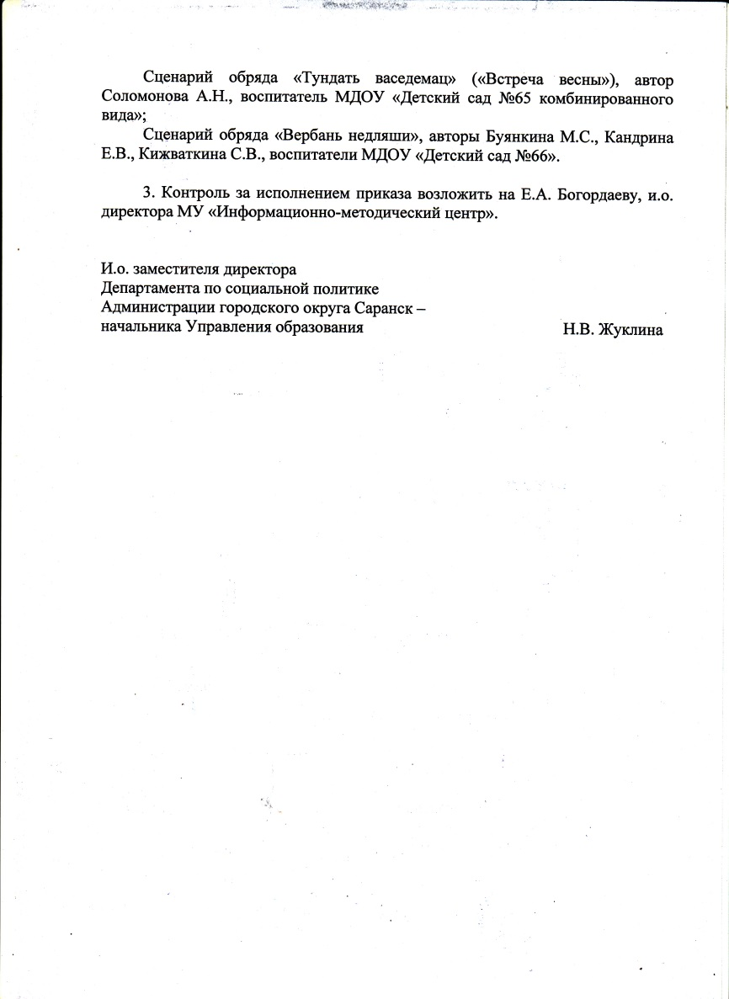 Сценарий обряда «Тундать васедемац» («Встреча весны»), автор
Соломонова А.Н., воспитатель МДОУ «Детский сад №65 комбинированного
вида»;
Сценарий обряда «Вербань недляши», авторы Буянкина М.С., Кандрина
Е.В., Кижваткина С.В., воспитатели МДОУ «Детский сад №66».
3. Контроль за исполнением приказа возложить на Е.А. Богордаеву, и.о.
директора МУ «Информационно-методический центр».
И.о. заместителя директора
Департамента по социальной политике
Администрации городского округа Саранск –
начальника Управления образования
Н.В. Жуклина